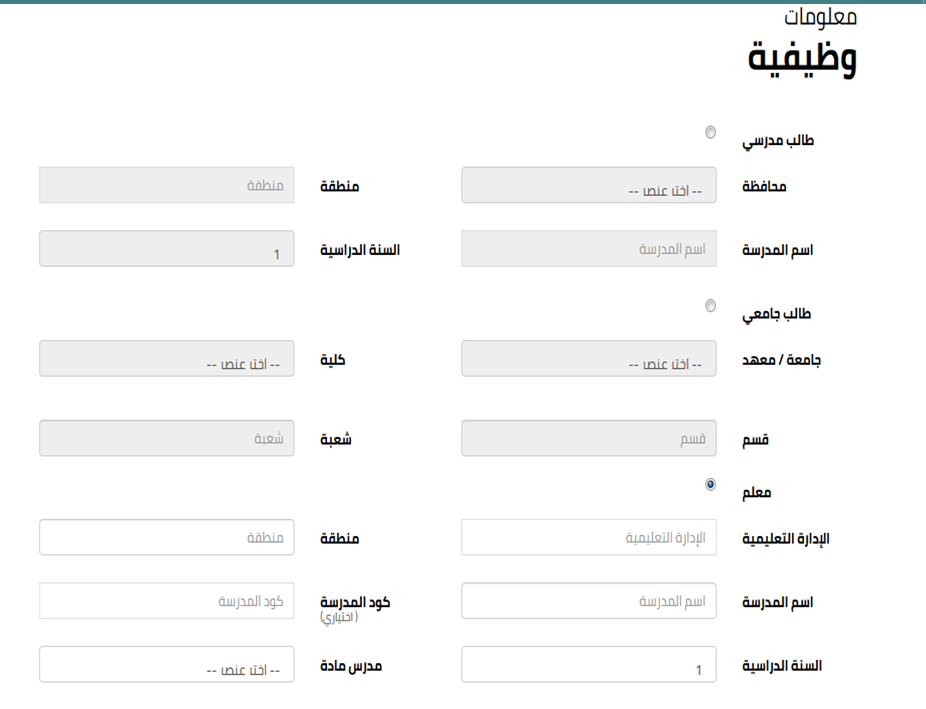 معلومات
وظيفية
طالب مدرسي
محافظة -- اختر عنصر -- منطقة منطقة
اسم المدرسة اسم المدرسة السنة الدراسية 1
طالب جامعي
جامعة / معهد -- اختر عنصر -- كلية -- اختر عنصر --
قسم قسم شعبة شعبة
معلم
الإدارة التعليمية الإدارة التعليمية منطقة منطقة
اسم المدرسة اسم المدرسة كود المدرسة كود المدرسة
(اختياري)
السنة الدراسية 1 مدرس مادة -- اختر عنصر --